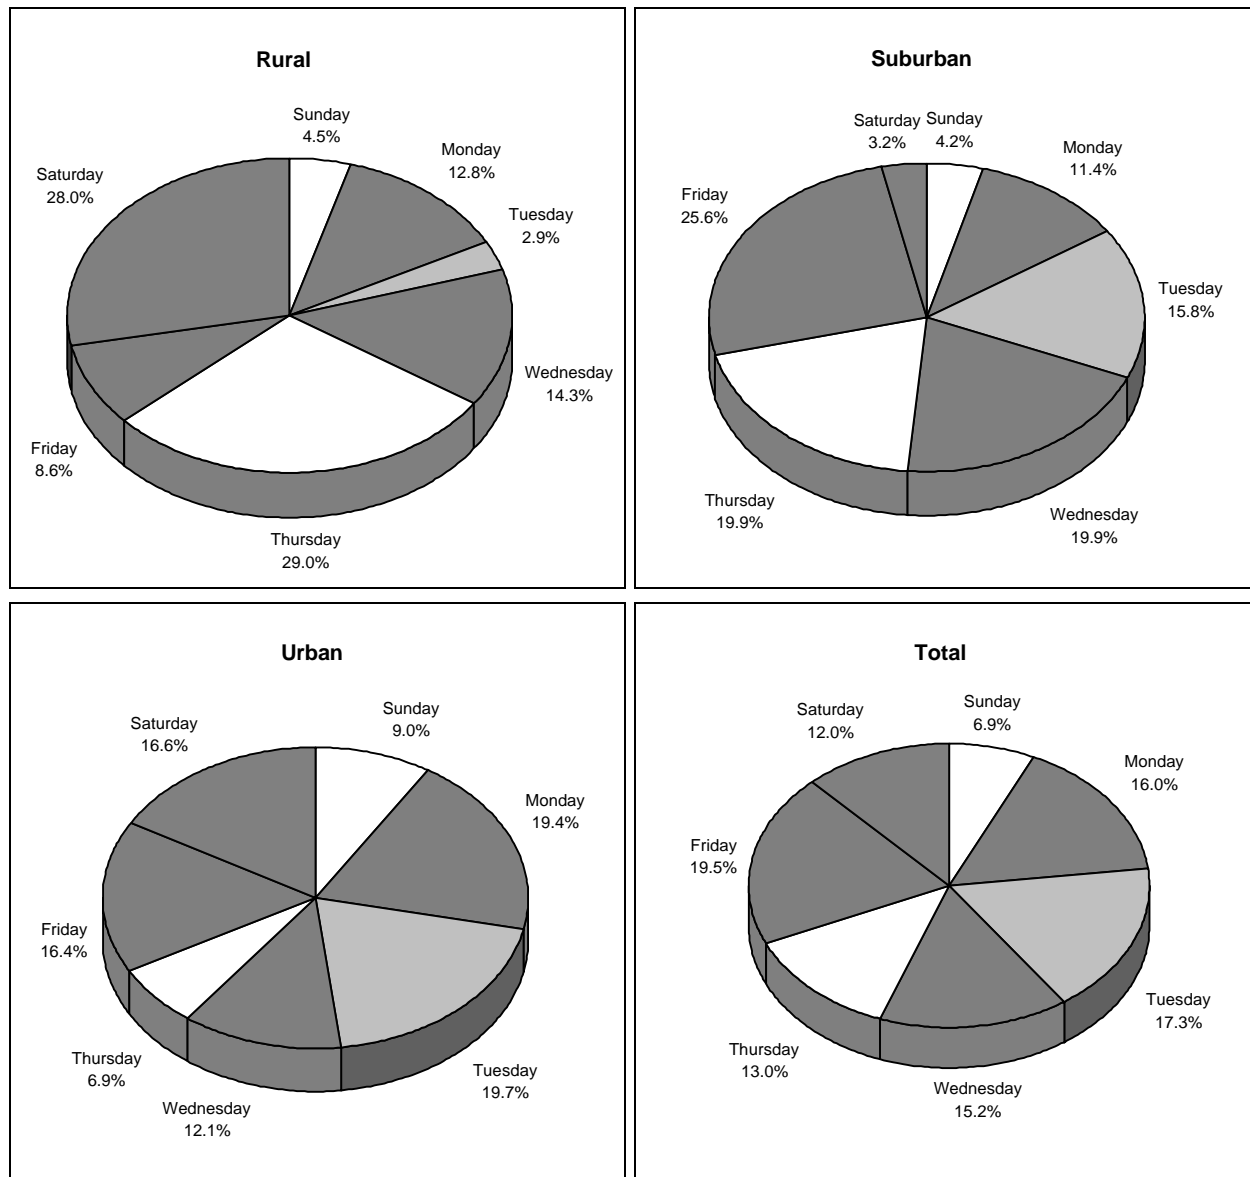 Rural
Sunday
4.5%
Monday
12.8%
Tuesday
2.9%
Wednesday
14.3%
Thursday
29.0%
Friday
8.6%
Saturday
28.0%
Suburban
Sunday
4.2%
Monday
11.4%
Tuesday
15.8%
Wednesday
19.9%
Thursday
19.9%
Friday
25.6%
Saturday
3.2%
Urban
Sunday
9.0%
Monday
19.4%
Tuesday
19.7%
Wednesday
12.1%
Thursday
6.9%
Friday
16.4%
Saturday
16.6%
Total
Sunday
6.9%
Monday
16.0%
Tuesday
17.3%
Wednesday
15.2%
Thursday
13.0%
Friday
19.5%
Saturday
12.0%